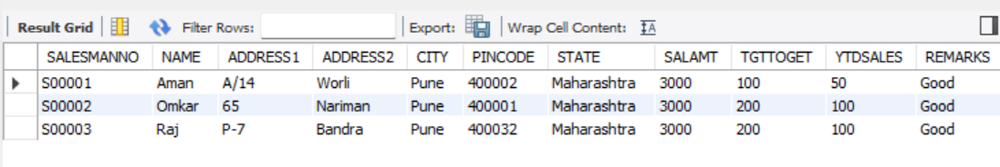 Result Grid Filter Rows: Export: Wrap Cell Content:
SALESMANNO NAME ADDRESS1 ADDRESS2 CITY PINCODE STATE SALAMT TGTTOGET YTDSALES REMARKS
S00001 Aman A/14 Worli Pune 400002 Maharashtra 3000 100 50 Good
S00002 Omkar 65 Nariman Pune 400001 Maharashtra 3000 200 100 Good
S00003 Raj P-7 Bandra Pune 400032 Maharashtra 3000 200 100 Good